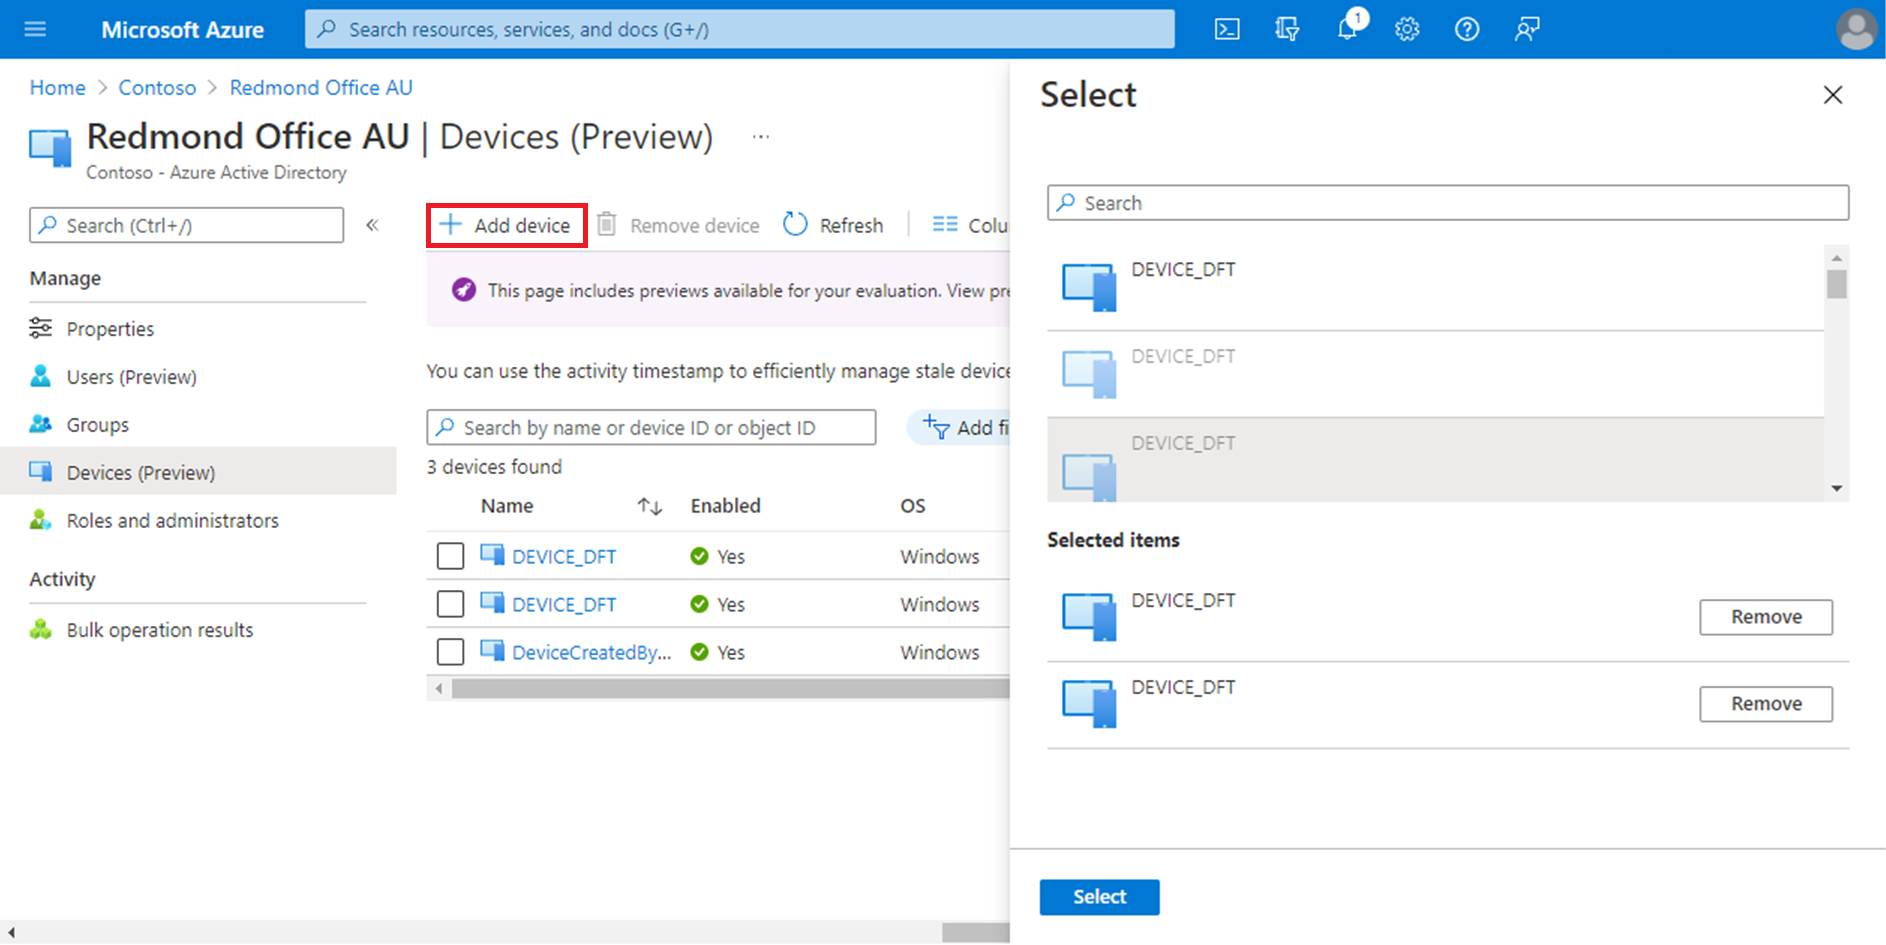 Microsoft Azure
Search resources, services, and docs (G+/)
1
Home > Contoso > Redmond Office AU
Redmond Office AU | Devices (Preview) ...
Contoso - Azure Active Directory
Search (Ctrl+/) «
Manage
Properties
Users (Preview)
Groups
Devices (Preview)
Roles and administrators
Activity
Bulk operation results
+ Add device Remove device Refresh | Colu
This page includes previews available for your evaluation. View pre
You can use the activity timestamp to efficiently manage stale device
Search by name or device ID or object ID Add fi
3 devices found
Name ↑↓ Enabled OS
DEVICE_DFT Yes Windows
DEVICE_DFT Yes Windows
DeviceCreatedBy... Yes Windows
Select
Search
DEVICE_DFT
DEVICE_DFT
DEVICE_DFT
Selected items
DEVICE_DFT Remove
DEVICE_DFT Remove
Select